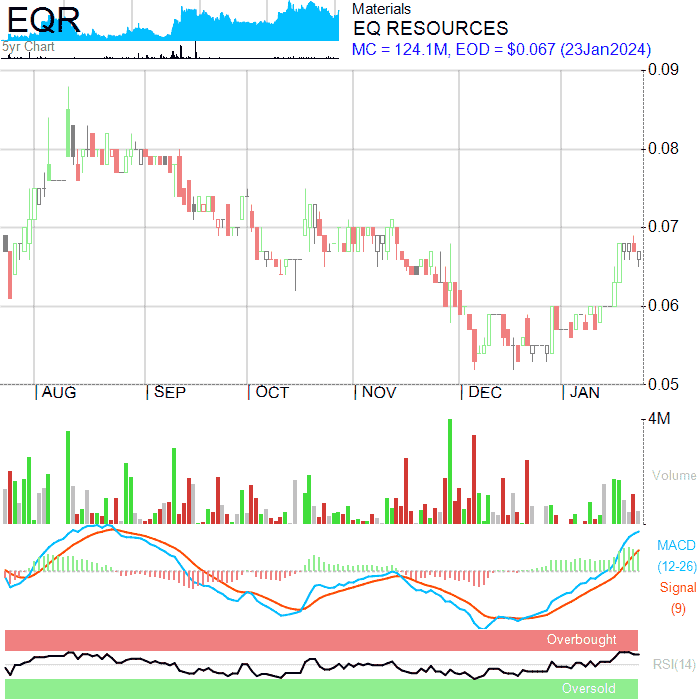 EQR
5yr Chart
Materials
EQ RESOURCES
MC = 124.1M, EOD = $0.067 (23Jan2024)
0.09
0.08
0.07
0.06
0.05
AUG SEP OCT NOV DEC JAN
4M
Volume
MACD
(12-26)
Signal
(9)
Overbought
RSI(14)
Oversold